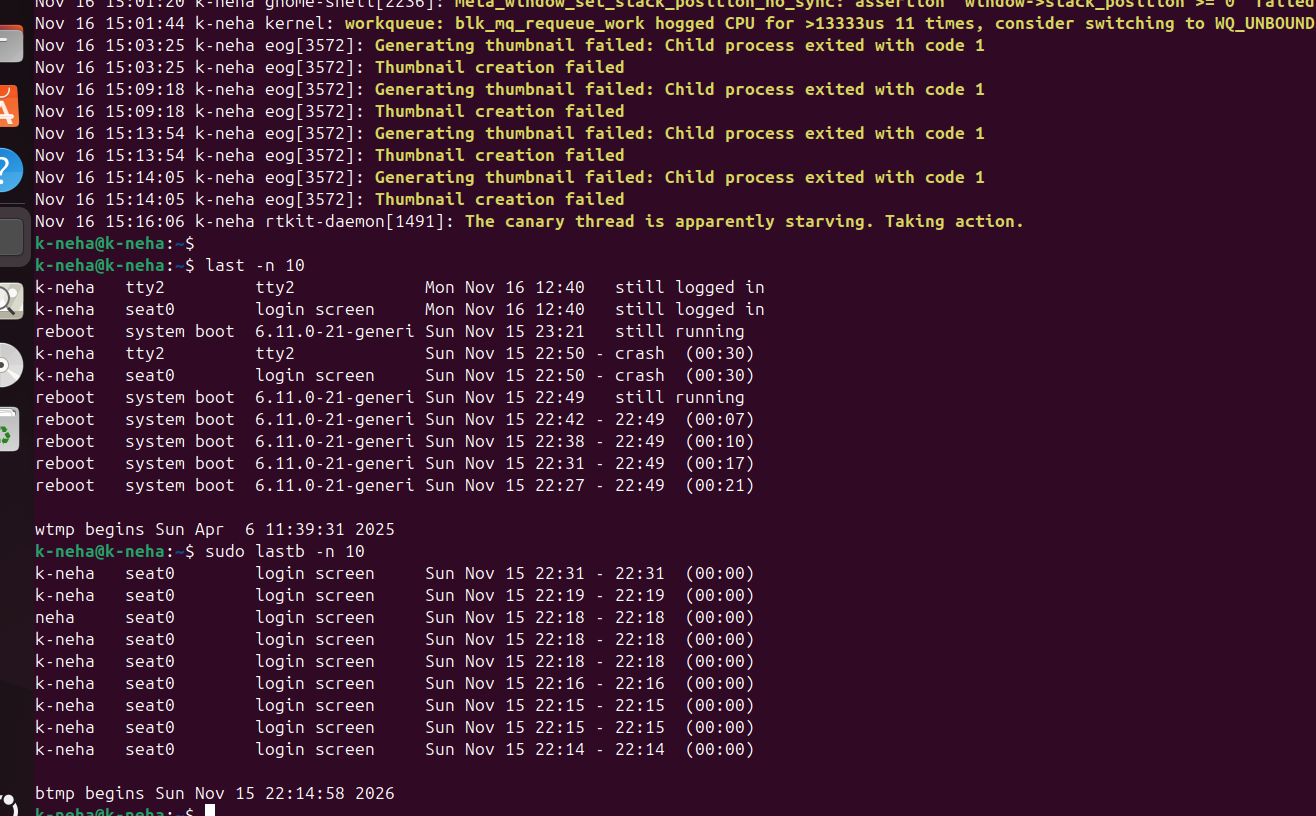 Nov 16 15:01:20 k-neha gnome-shell[2236]: Meta_window_set_stack_position_no_sync: assertion 'window->stack_position >= 0' failed
Nov 16 15:01:44 k-neha kernel: workqueue: blk_mq_requeue_work hogged CPU for >13333us 11 times, consider switching to WQ_UNBOUND
Nov 16 15:03:25 k-neha eog[3572]: Generating thumbnail failed: Child process exited with code 1
Nov 16 15:03:25 k-neha eog[3572]: Thumbnail creation failed
Nov 16 15:09:18 k-neha eog[3572]: Generating thumbnail failed: Child process exited with code 1
Nov 16 15:09:18 k-neha eog[3572]: Thumbnail creation failed
Nov 16 15:13:54 k-neha eog[3572]: Generating thumbnail failed: Child process exited with code 1
Nov 16 15:13:54 k-neha eog[3572]: Thumbnail creation failed
Nov 16 15:14:05 k-neha eog[3572]: Generating thumbnail failed: Child process exited with code 1
Nov 16 15:14:05 k-neha eog[3572]: Thumbnail creation failed
Nov 16 15:16:06 k-neha rtkit-daemon[1491]: The canary thread is apparently starving. Taking action.
k-neha@k-neha:~$
k-neha@k-neha:~$ last -n 10
k-neha   tty2         tty2             Mon Nov 16 12:40   still logged in
k-neha   seat0        login screen     Mon Nov 16 12:40   still logged in
reboot   system boot  6.11.0-21-generi Sun Nov 15 23:21   still running
k-neha   tty2         tty2             Sun Nov 15 22:50 - crash  (00:30)
k-neha   seat0        login screen     Sun Nov 15 22:50 - crash  (00:30)
reboot   system boot  6.11.0-21-generi Sun Nov 15 22:49   still running
reboot   system boot  6.11.0-21-generi Sun Nov 15 22:42 - 22:49  (00:07)
reboot   system boot  6.11.0-21-generi Sun Nov 15 22:38 - 22:49  (00:10)
reboot   system boot  6.11.0-21-generi Sun Nov 15 22:31 - 22:49  (00:17)
reboot   system boot  6.11.0-21-generi Sun Nov 15 22:27 - 22:49  (00:21)
wtmp begins Sun Apr  6 11:39:31 2025
k-neha@k-neha:~$ sudo lastb -n 10
k-neha   seat0        login screen     Sun Nov 15 22:31 - 22:31  (00:00)
k-neha   seat0        login screen     Sun Nov 15 22:19 - 22:19  (00:00)
neha     seat0        login screen     Sun Nov 15 22:18 - 22:18  (00:00)
k-neha   seat0        login screen     Sun Nov 15 22:18 - 22:18  (00:00)
k-neha   seat0        login screen     Sun Nov 15 22:18 - 22:18  (00:00)
k-neha   seat0        login screen     Sun Nov 15 22:16 - 22:16  (00:00)
k-neha   seat0        login screen     Sun Nov 15 22:15 - 22:15  (00:00)
k-neha   seat0        login screen     Sun Nov 15 22:15 - 22:15  (00:00)
k-neha   seat0        login screen     Sun Nov 15 22:14 - 22:14  (00:00)
btmp begins Sun Nov 15 22:14:58 2026
k-neha@k-neha:~$